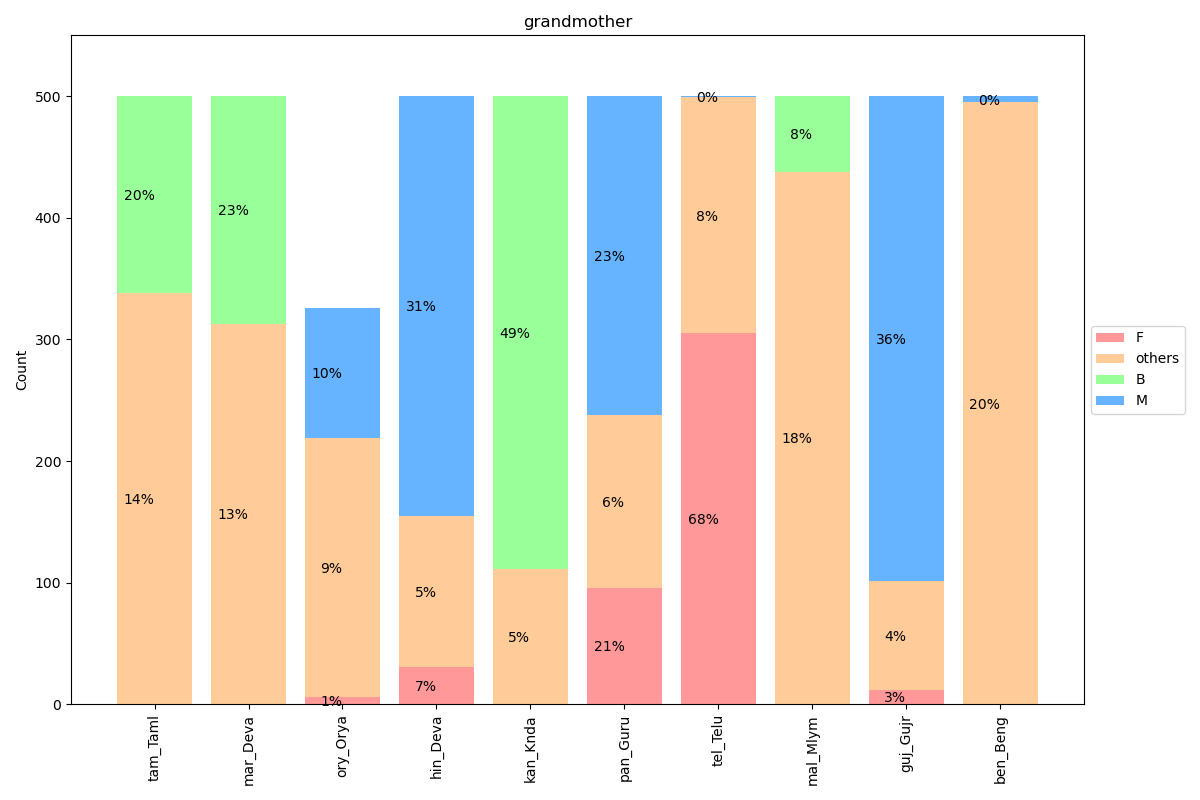 grandmother
Count
500
400
300
200
100
0
20%
14%
23%
13%
10%
9%
1%
31%
5%
7%
49%
5%
23%
6%
21%
0%
8%
68%
8%
18%
36%
4%
3%
0%
20%
F
others
B
M
tam_Taml
mar_Deva
ory_Orya
hin_Deva
kan_Knda
pan_Guru
tel_Telu
mal_Mlym
guj_Gujr
ben_Beng